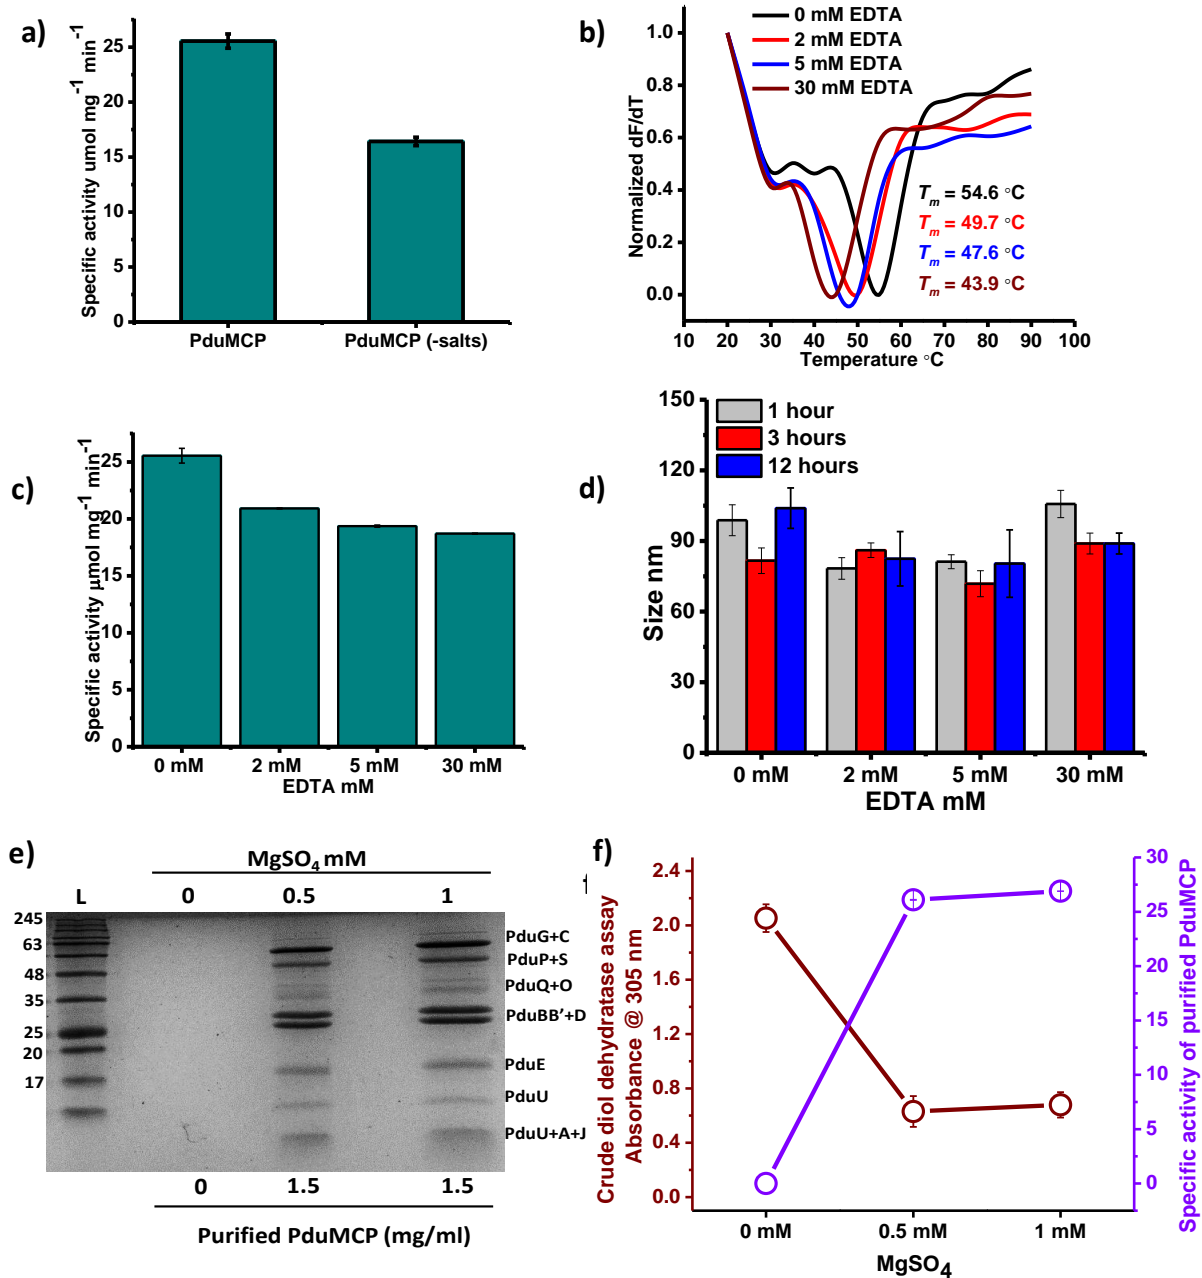 a)
Specific activity umol mg-1 min-1
25
20
15
10
5
0
PduMCP
PduMCP (-salts)
b)
0 mM EDTA
2 mM EDTA
5 mM EDTA
30 mM EDTA
Normalized dF/dT
0.8
0.6
0.4
0.2
0.0
Tm = 54.6 °C
Tm = 49.7 °C
Tm = 47.6 °C
Tm = 43.9 °C
10 20 30 40 50 60 70 80 90 100
Temperature °C
c)
Specific activity µmol mg-1 min-1
25
20
15
10
5
0
0 mM 2 mM 5 mM 30 mM
EDTA mM
d)
1 hour
3 hours
12 hours
Size nm
150
120
90
60
30
0
0 mM 2 mM 5 mM 30 mM
EDTA mM
e)
MgSO4 mM
L 0 0.5 1
245
63
48
35
25
20
17
PduG+C
PduP+S
PduQ+O
PduBB'+D
PduE
PduU
PduU+A+J
0 1.5 1.5
Purified PduMCP (mg/ml)
f)
Crude diol dehydratase assay
Absorbance @ 305 nm
2.4
2.0
1.6
1.2
0.8
0.4
0.0
30
25
20
15
10
5
0
Specific activity of purified PduMCP
0 mM 0.5 mM 1 mM
MgSO4